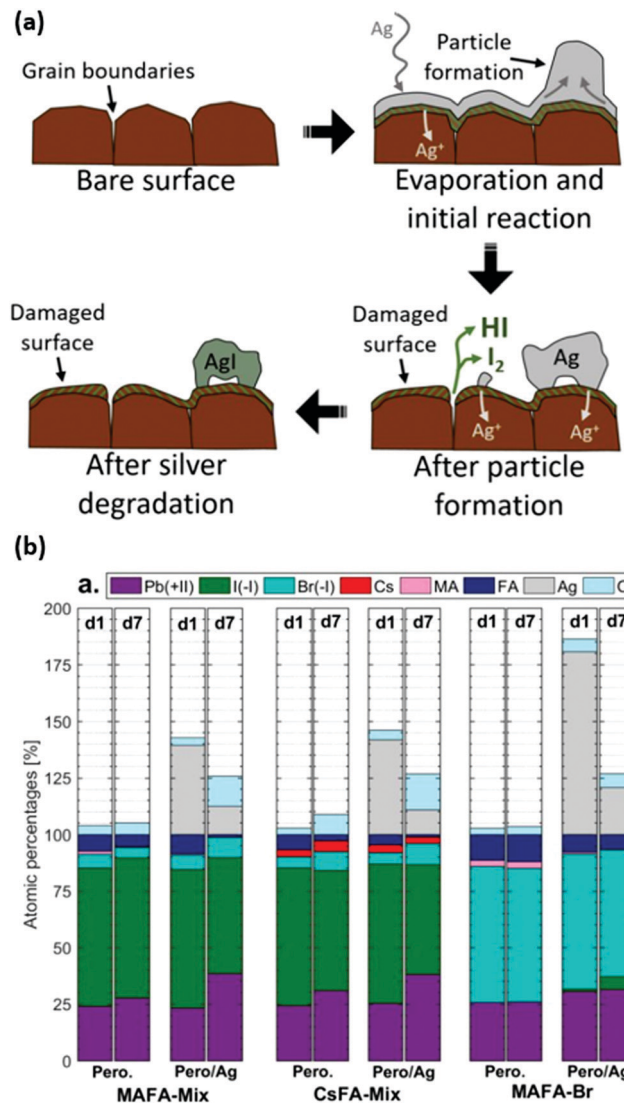 (a)
Ag
Particle
formation
Grain boundaries
Ag⁺
Bare surface
Evaporation and
initial reaction
Damaged
surface
AgI
Damaged
surface
HI
I₂
Ag
Ag⁺
Ag⁺
After silver
degradation
After particle
formation
(b)
a.
Pb(+II) I(-I) Br(-I) Cs MA FA Ag
200
d1 d7 d1 d7 d1 d7 d1 d7 d1 d7 d1 d7
175
150
125
100
75
50
25
0
Atomic percentages [%]
Pero. Pero/Ag Pero. Pero/Ag Pero. Pero/Ag
MAFA-Mix CsFA-Mix MAFA-Br